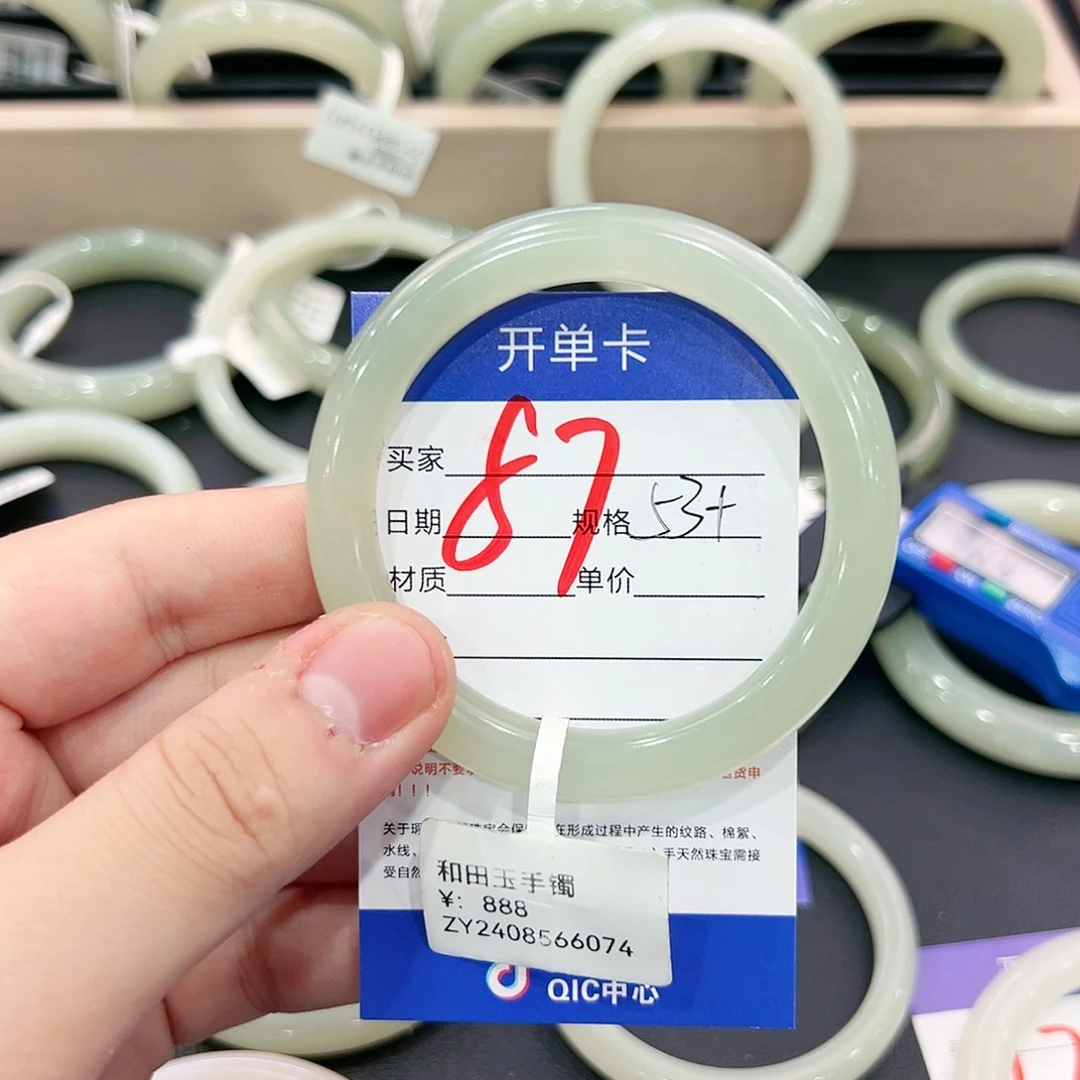 开单卡
买家
87
日期 规格 53+
材质 单价
说明不要 货申
！！！
关于 在形成过程中产生的纹路、棉絮、
水线、 手天然珠宝需接
受自然
和田玉手镯
¥: 888
ZY2408566074
QIC中心